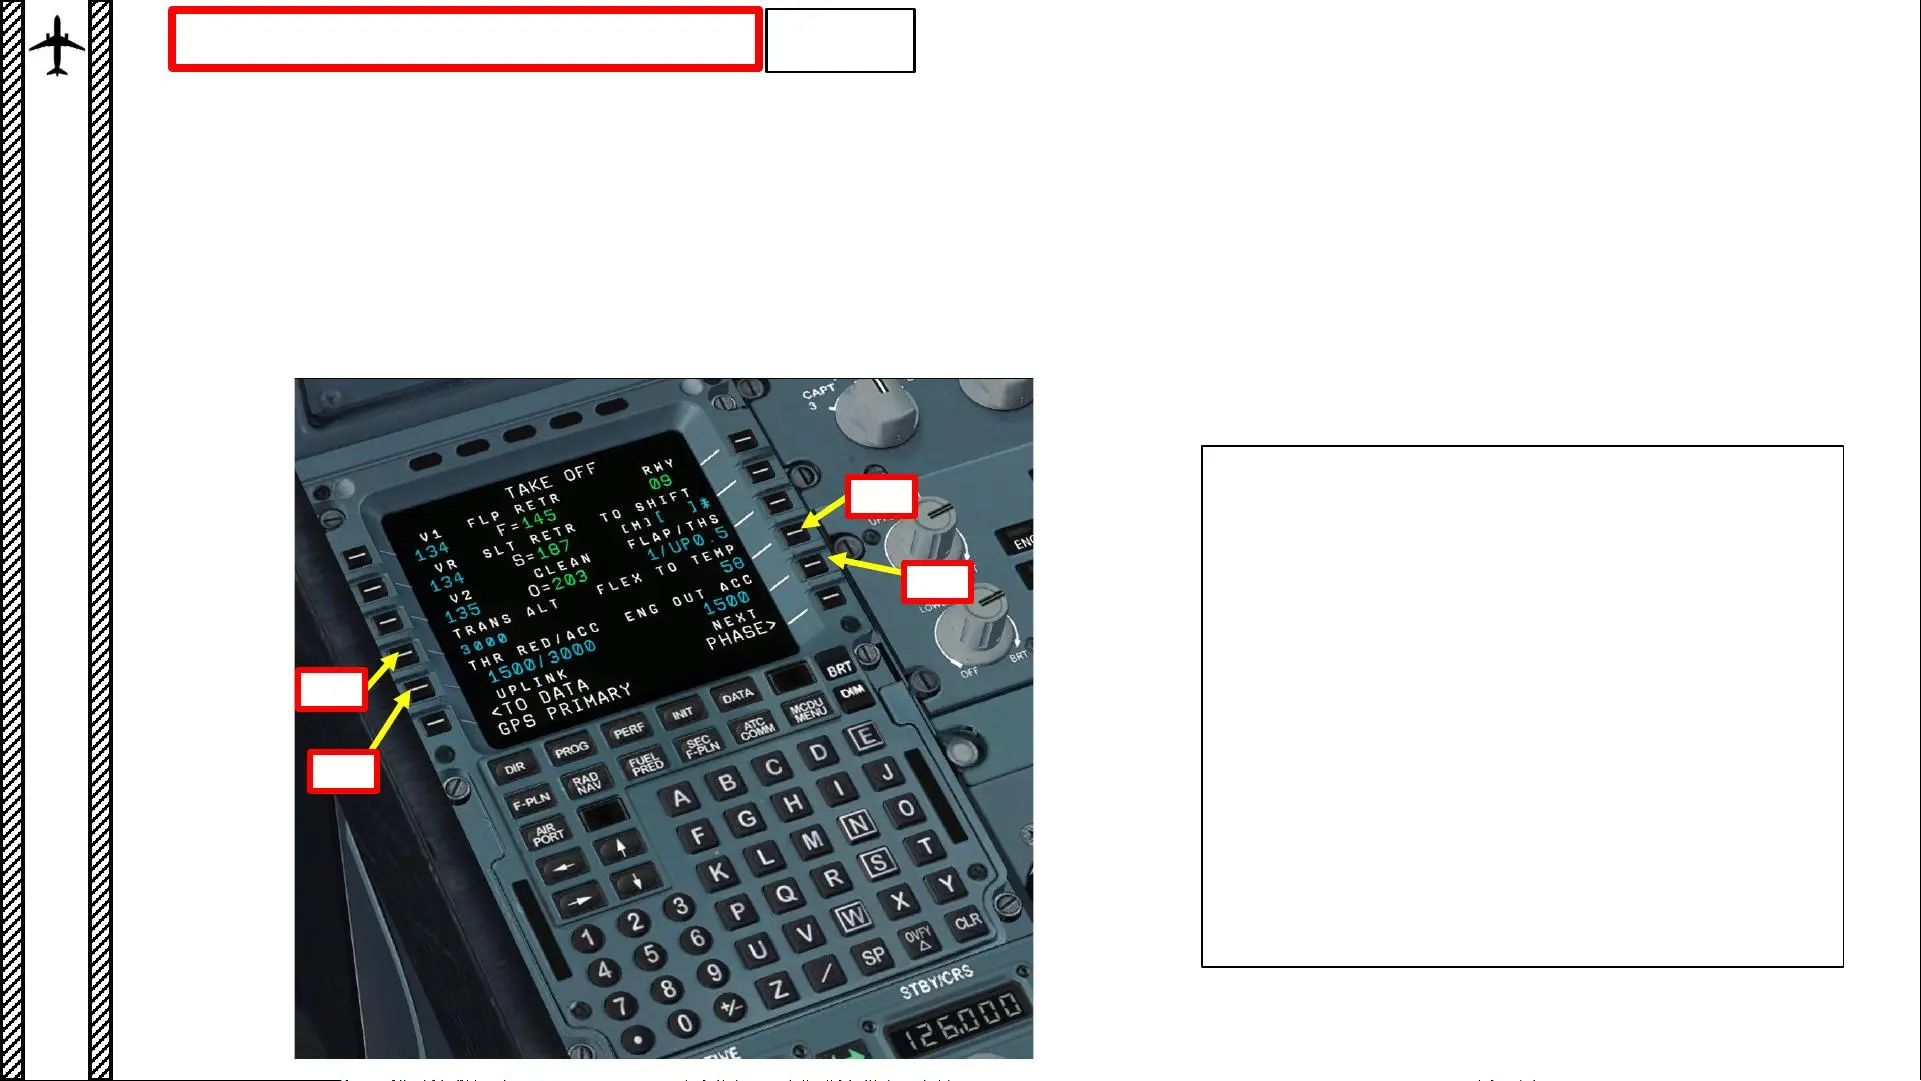 CAPT
3
TAKE OFF
RWY
FLP RETR
09
V1
F=145
TO SHIFT
134
SLT RETR
[M][ ]*
VR
S=187
FLAP/THS
134
CLEAN
1/UP0.5
V2
O=203
FLEX TO TEMP
135
58
TRANS ALT
ENG OUT ACC
3000
1500
THR RED/ACC
NEXT
1500/3000
PHASE>
UPLINK
<TO DATA
GPS PRIMARY
ENG
OFF
BRT
DIR
PROG
PERF
INIT
DATA
BRT
F-PLN
RAD NAV
FUEL PRED
SEC F-PLN
ATC COMM
MCDU MENU
DIM
AIR PORT
A B C D E
F G H I J
K L M N O
P Q R S T
U V W X Y
Z / SP OVFY △ CLR
1 2 3
4 5 6
7 8 9
. 0 +/-
STBY/CRS
126.000